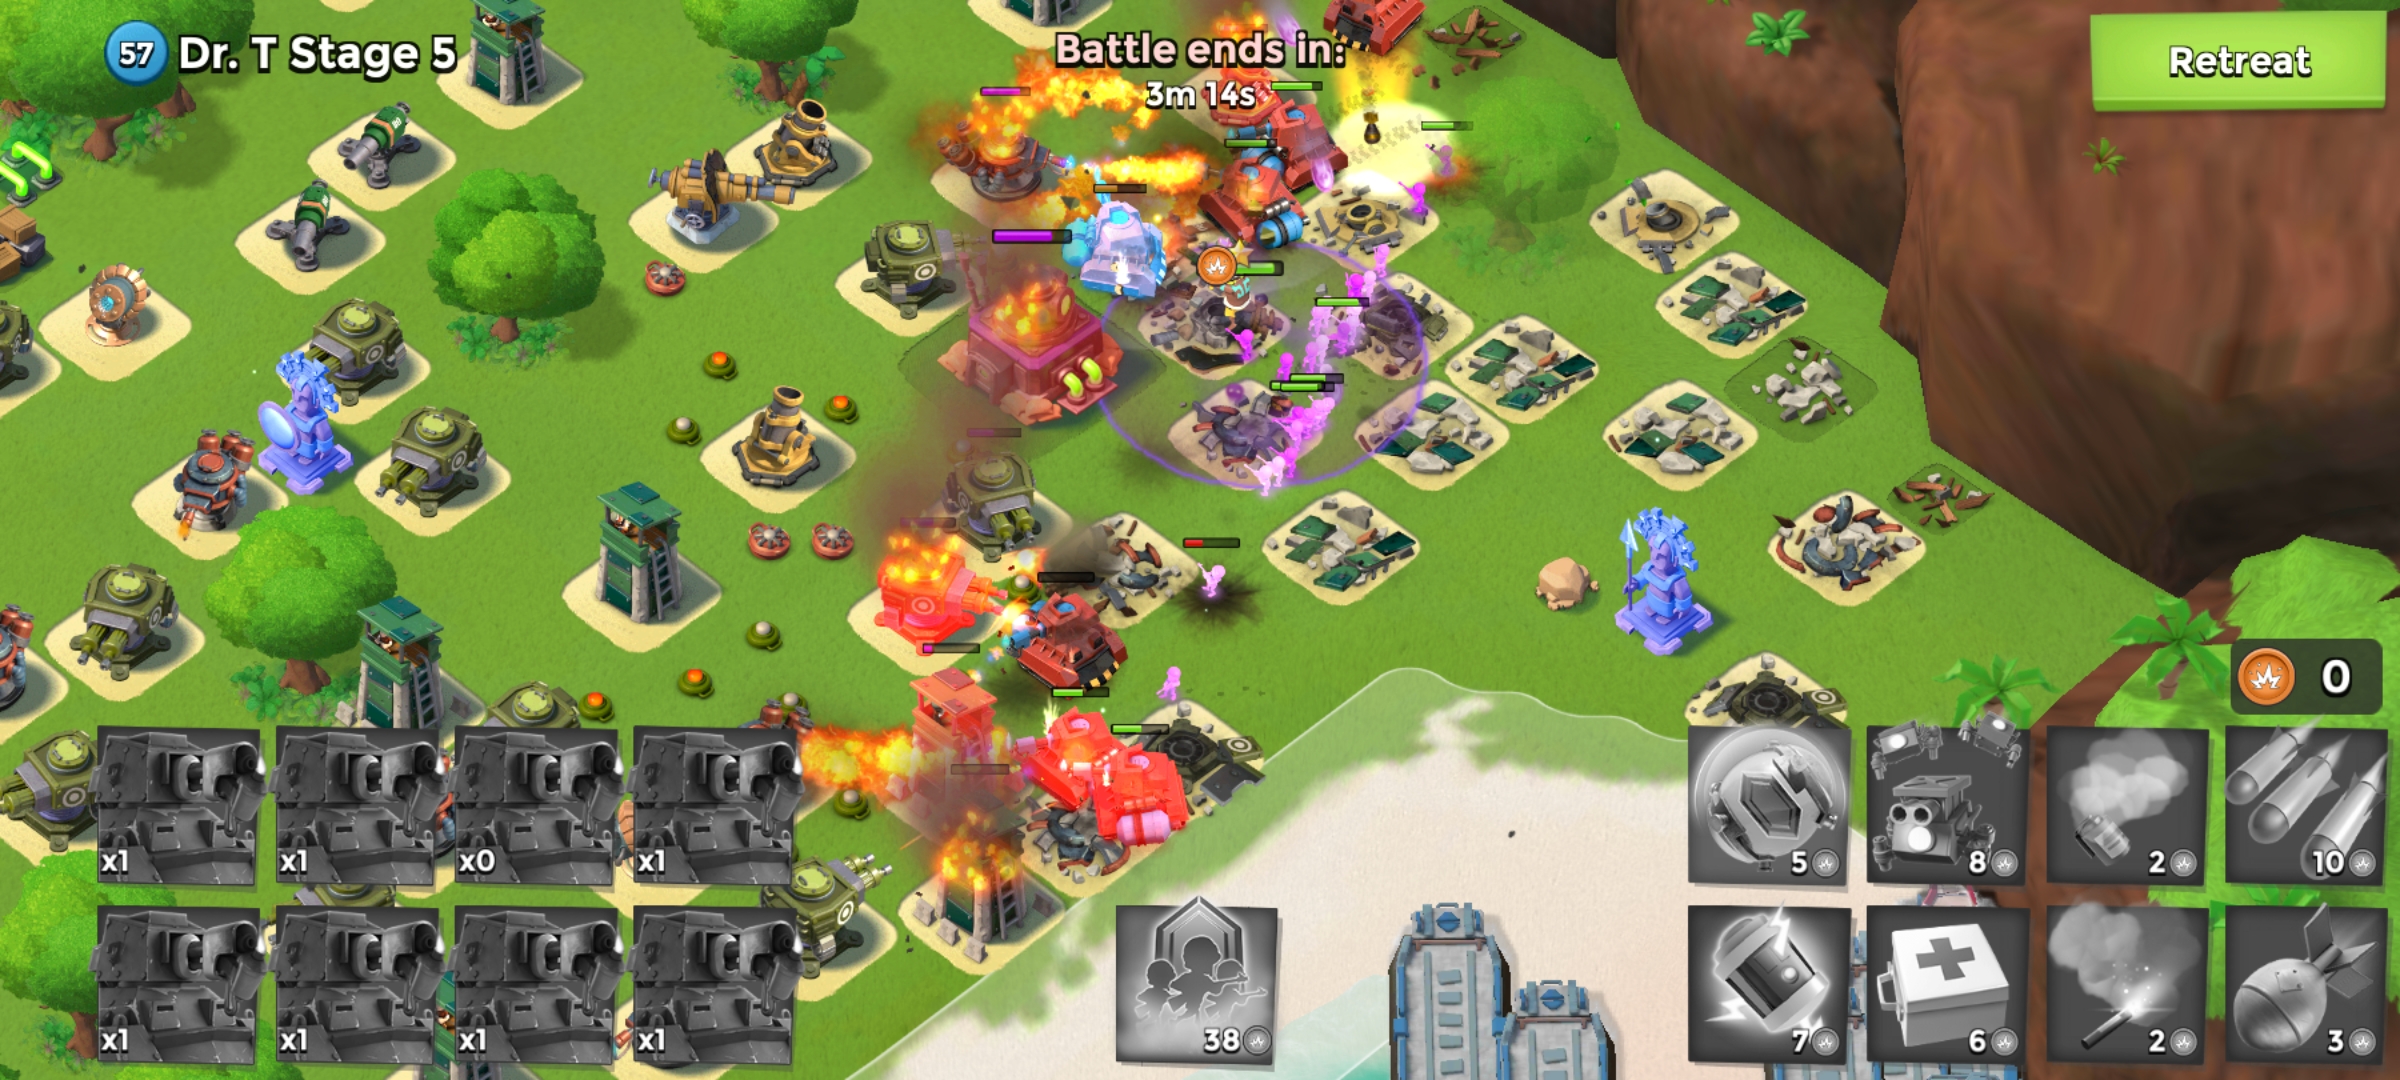 57 Dr. T Stage 5
Battle ends in:
3m 14s
Retreat
0
x1 x1 x0 x1
5 8 2 10
x1 x1 x1 x1
38
7 6 2 3